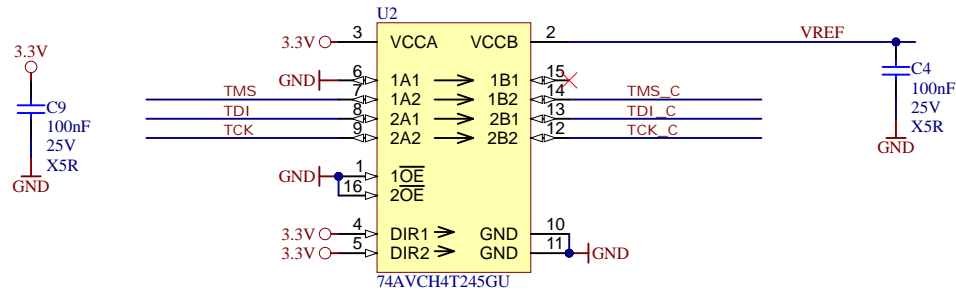 U2
3.3V
3
VCCA
VCCB
2
VREF
3.3V
C9
100nF
25V
X5R
GND
C4
100nF
25V
X5R
GND
GND
6
1A1
1B1
15
TMS
7
1A2
1B2
14
TMS_C
TDI
8
2A1
2B1
13
TDI_C
TCK
9
2A2
2B2
12
TCK_C
GND
1
1OE
16
2OE
3.3V
4
DIR1
GND
10
3.3V
5
DIR2
GND
11
GND
74AVCH4T245GU